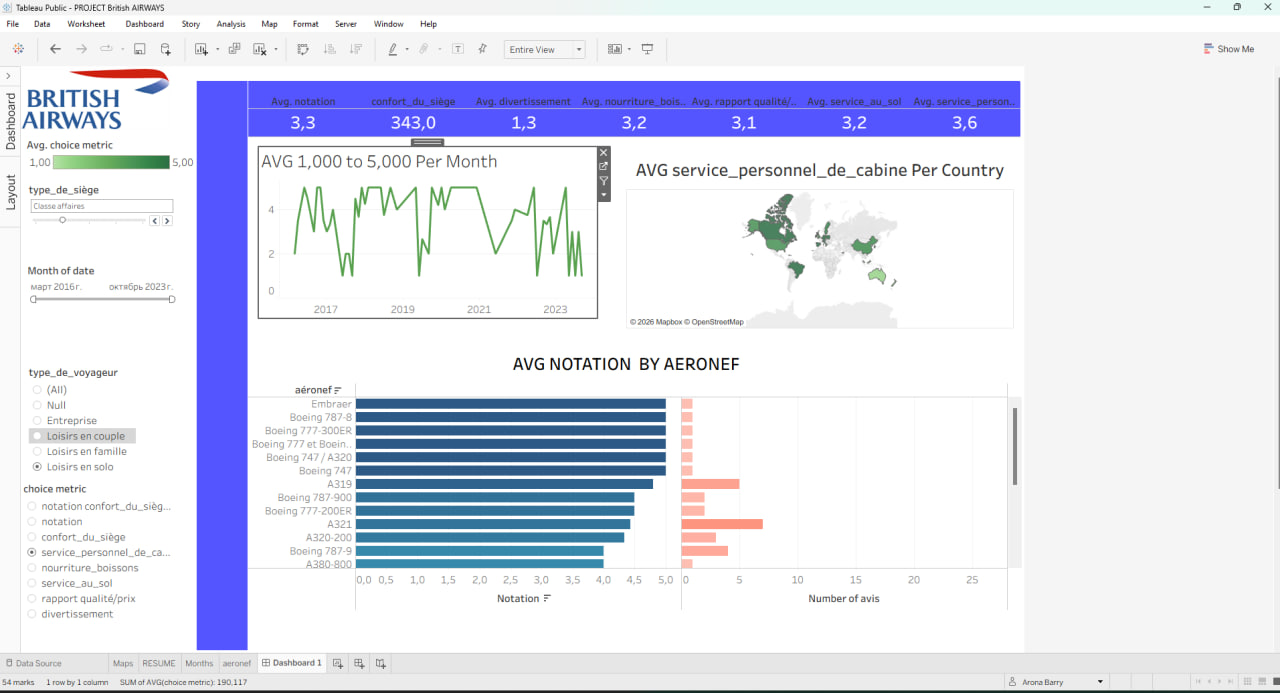 Tableau Public - PROJECT British AIRWAYS
File Data Worksheet Dashboard Story Analysis Map Format Server Window Help
Entire View
Show Me
Dashboard
Layout
BRITISH
AIRWAYS
Avg. choice metric
1,00 5,00
type_de_siège
Classe affaires
Month of date
март 2016 г. октябрь 2023 г.
type_de_voyageur
(All)
Null
Entreprise
Loisirs en couple
Loisirs en famille
Loisirs en solo
choice metric
notation confort_du_sièg...
notation
confort_du_siège
service_personnel_de_ca...
nourriture_boissons
service_au_sol
rapport qualité/prix
divertissement
Avg. notation confort_du_siège Avg. divertissement Avg. nourriture_bois.. Avg. rapport qualité/.. Avg. service_au_sol Avg. service_person..
3,3 343,0 1,3 3,2 3,1 3,2 3,6
AVG 1,000 to 5,000 Per Month
4
2
0
2017 2019 2021 2023
AVG service_personnel_de_cabine Per Country
© 2026 Mapbox © OpenStreetMap
AVG NOTATION BY AERONEF
aéronef
Embraer
Boeing 787-8
Boeing 777-300ER
Boeing 777 et Boein..
Boeing 747 / A320
Boeing 747
A319
Boeing 787-900
Boeing 777-200ER
A321
A320-200
Boeing 787-9
A380-800
0,0 0,5 1,0 1,5 2,0 2,5 3,0 3,5 4,0 4,5 5,0 0 5 10 15 20 25
Notation Number of avis
Data Source Maps RESUME Months aeronef Dashboard 1
54 marks 1 row by 1 column SUM of AVG(choice metric): 190,117 Arona Barry